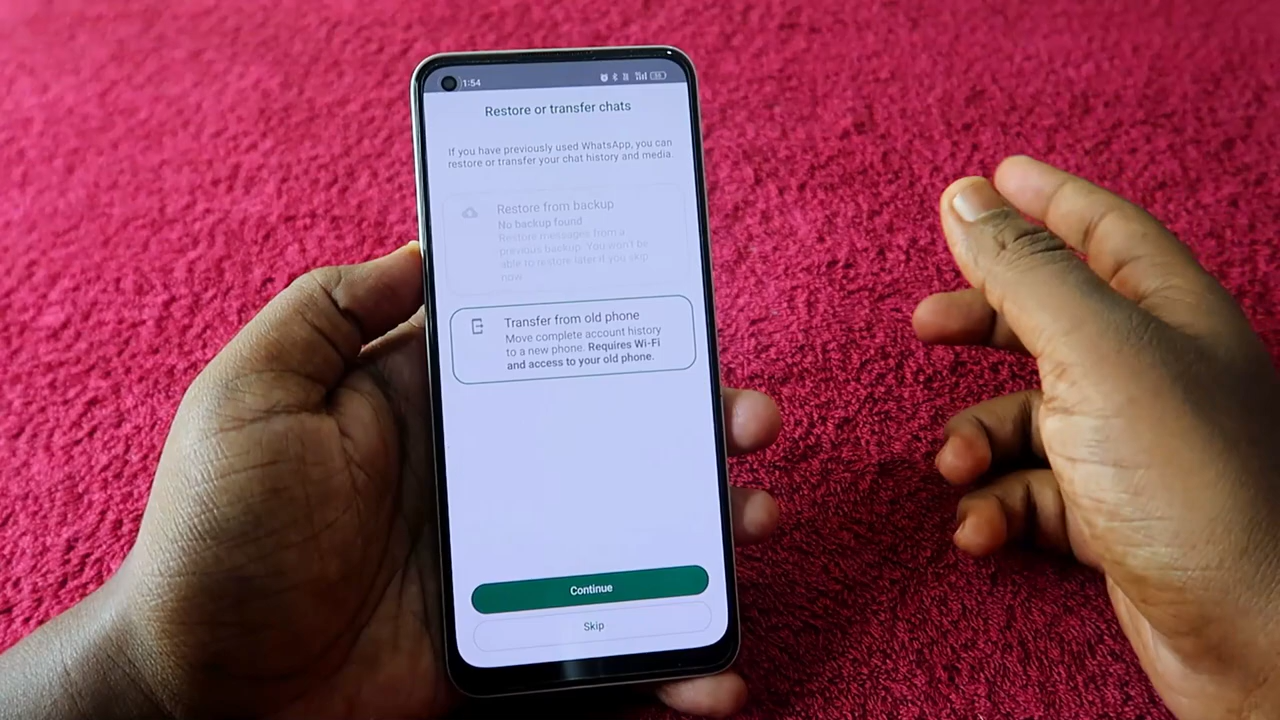 1:54
Restore or transfer chats
If you have previously used WhatsApp, you can
restore or transfer your chat history and media.
Restore from backup
No backup found
Restore messages from a
previous backup. You won't be
able to restore later if you skip
now.
Transfer from old phone
Move complete account history
to a new phone. Requires Wi-Fi
and access to your old phone.
Continue
Skip